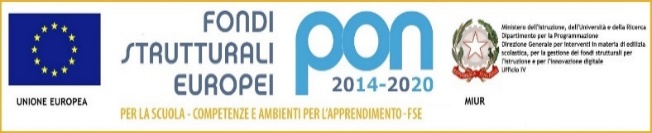 UNIONE EUROPEA
FONDI
STRUTTURALI
EUROPEI
pon
2014-2020
PER LA SCUOLA - COMPETENZE E AMBIENTI PER L'APPRENDIMENTO-FSE
MIUR
Ministero dell'Istruzione, dell'Università e della Ricerca
Dipartimento per la Programmazione
Direzione Generale per interventi in materia di edilizia
scolastica, per la gestione dei fondi strutturali per
l'istruzione e per l'innovazione digitale
Ufficio IV